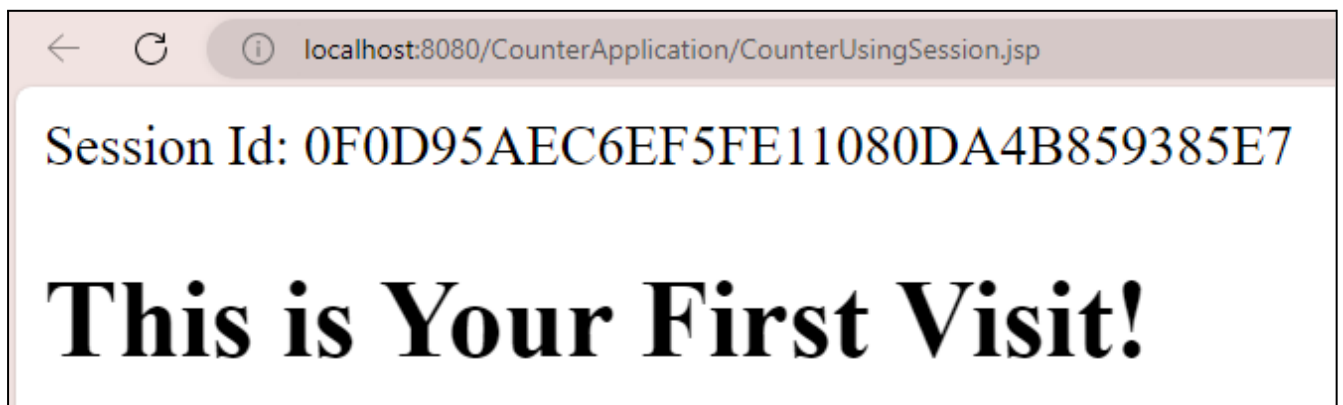 localhost:8080/CounterApplication/CounterUsingSession.jsp
Session Id: 0F0D95AEC6EF5FE11080DA4B859385E7
This is Your First Visit!